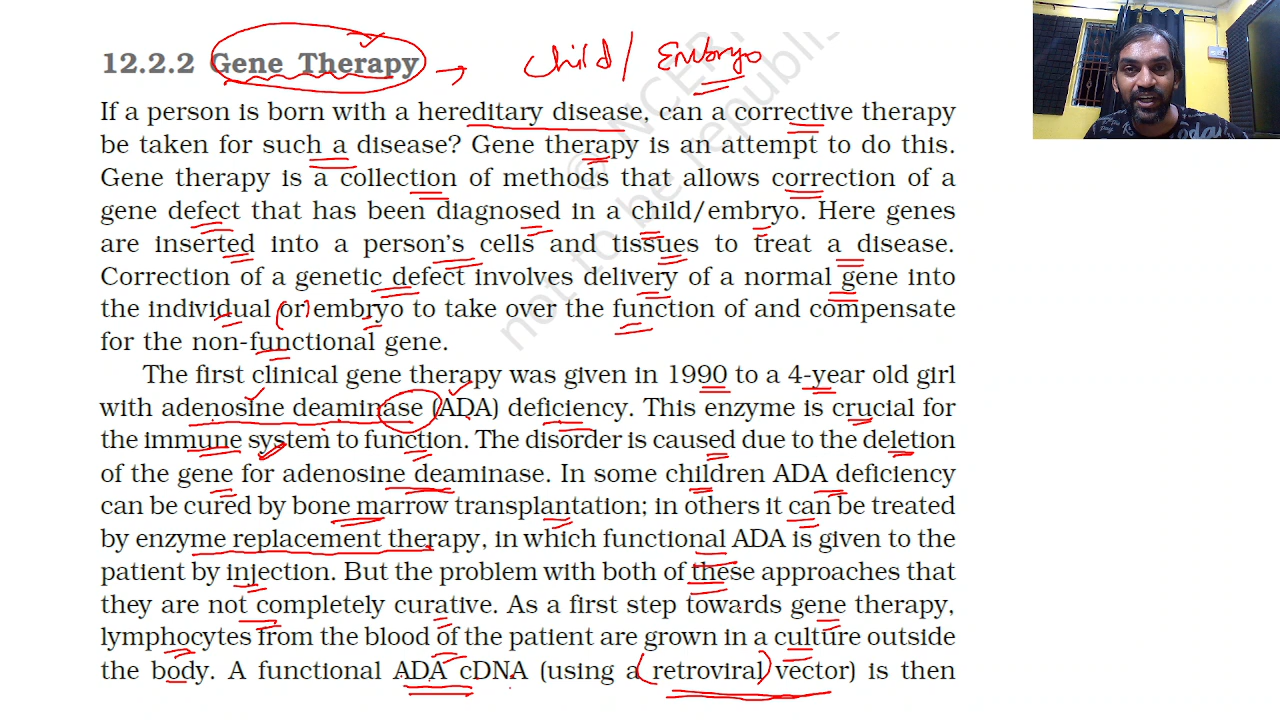 12.2.2 Gene Therapy → Child / Embryo
If a person is born with a hereditary disease, can a corrective therapy
be taken for such a disease? Gene therapy is an attempt to do this.
Gene therapy is a collection of methods that allows correction of a
gene defect that has been diagnosed in a child/embryo. Here genes
are inserted into a person's cells and tissues to treat a disease.
Correction of a genetic defect involves delivery of a normal gene into
the individual or embryo to take over the function of and compensate
for the non-functional gene.
The first clinical gene therapy was given in 1990 to a 4-year old girl
with adenosine deaminase (ADA) deficiency. This enzyme is crucial for
the immune system to function. The disorder is caused due to the deletion
of the gene for adenosine deaminase. In some children ADA deficiency
can be cured by bone marrow transplantation; in others it can be treated
by enzyme replacement therapy, in which functional ADA is given to the
patient by injection. But the problem with both of these approaches that
they are not completely curative. As a first step towards gene therapy,
lymphocytes from the blood of the patient are grown in a culture outside
the body. A functional ADA cDNA (using a retroviral vector) is then
© NCERT
not to be republi